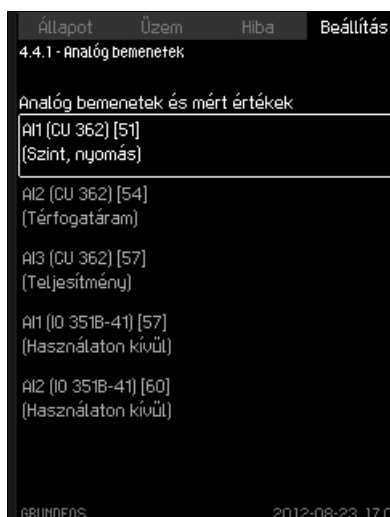 Állapot Üzem Hiba Beállítás
4.4.1 - Analóg bemenetek
Analóg bemenetek és mért értékek
AI1 (CU 362) [51]
(Szint, nyomás)
AI2 (CU 362) [54]
(Térfogatáram)
AI3 (CU 362) [57]
(Teljesítmény)
AI1 (IO 351B-41) [57]
(Használaton kívül)
AI2 (IO 351B-41) [60]
(Használaton kívül)
GRUNDFOS 2012-08-23